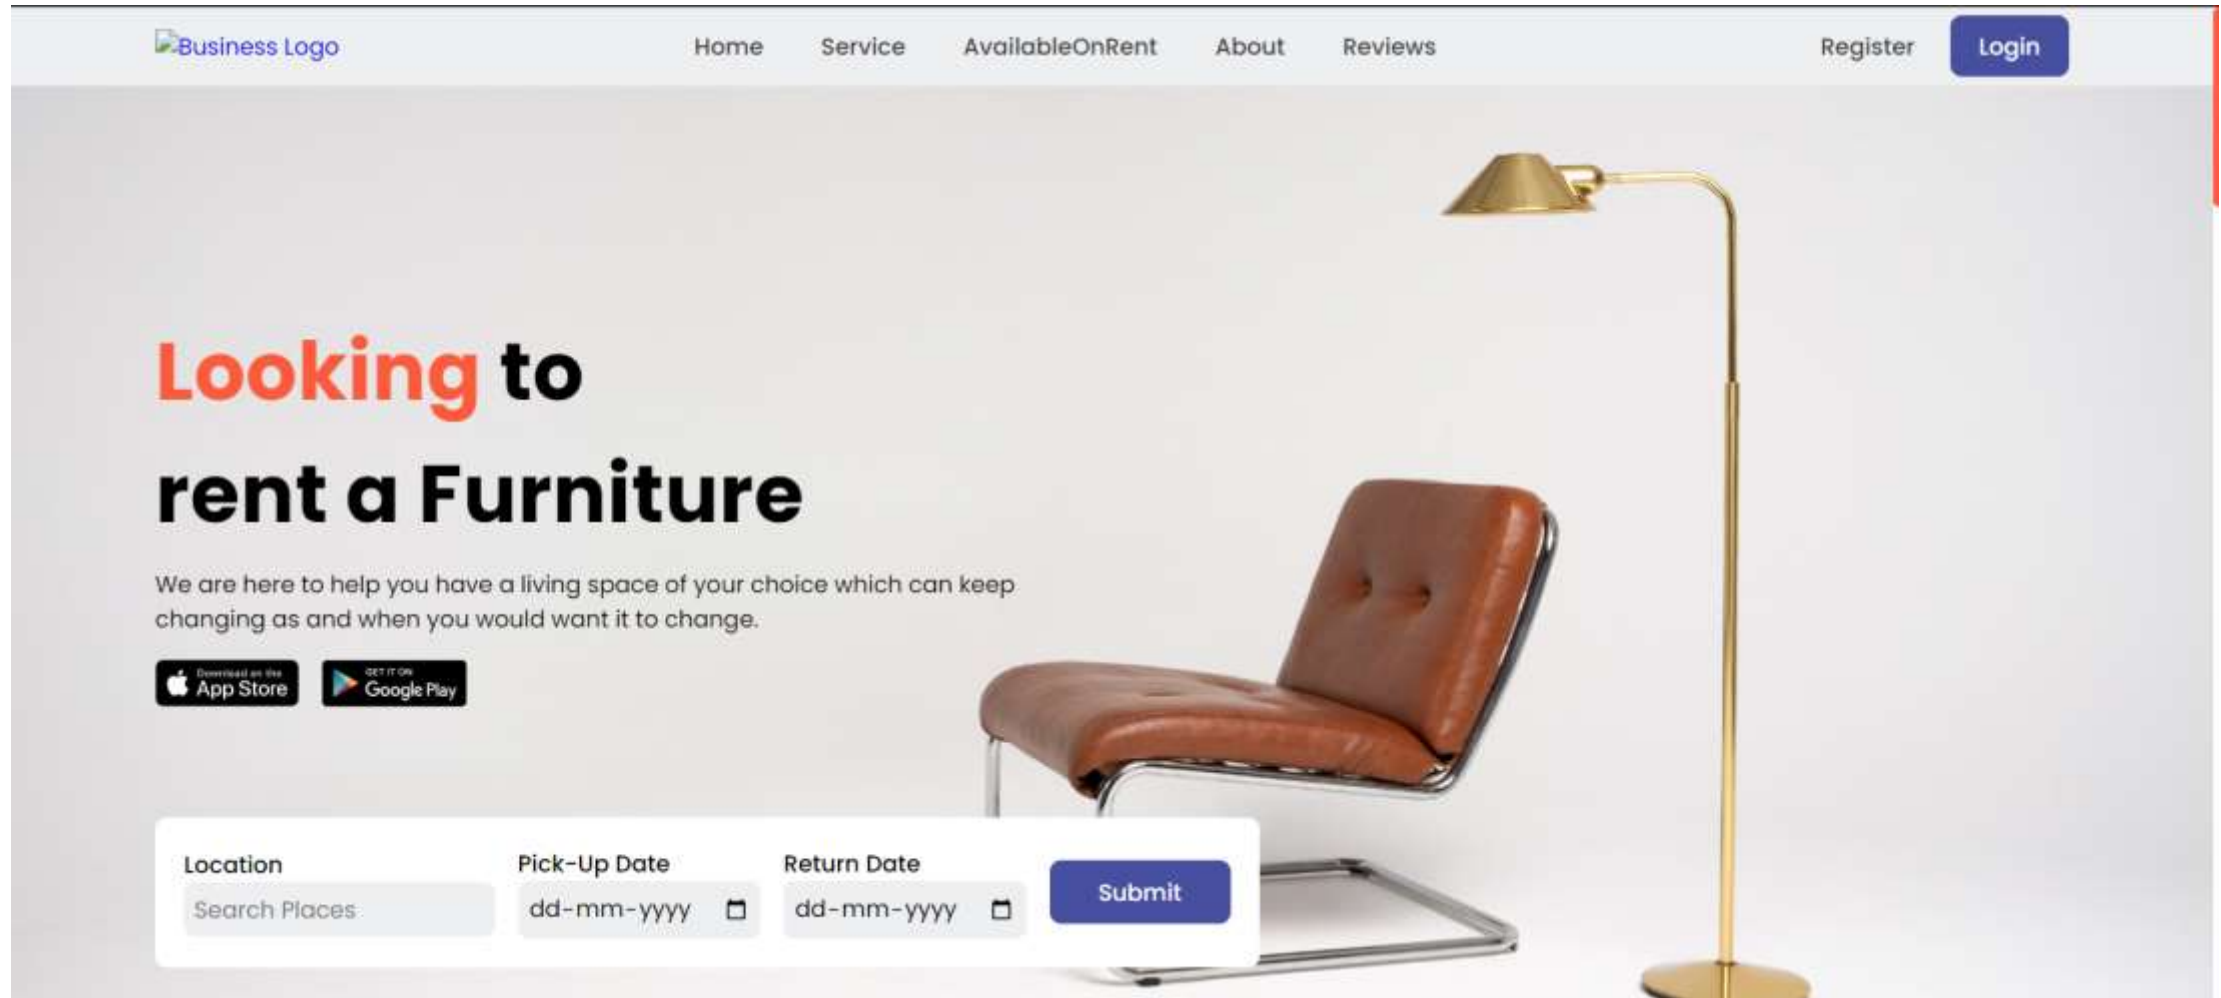 Business Logo
Home Service AvailableOnRent About Reviews Register Login
Looking to
rent a Furniture
We are here to help you have a living space of your choice which can keep
changing as and when you would want it to change.
Download on the GET IT ON
App Store Google Play
Location Pick-Up Date Return Date
Search Places dd-mm-yyyy dd-mm-yyyy Submit